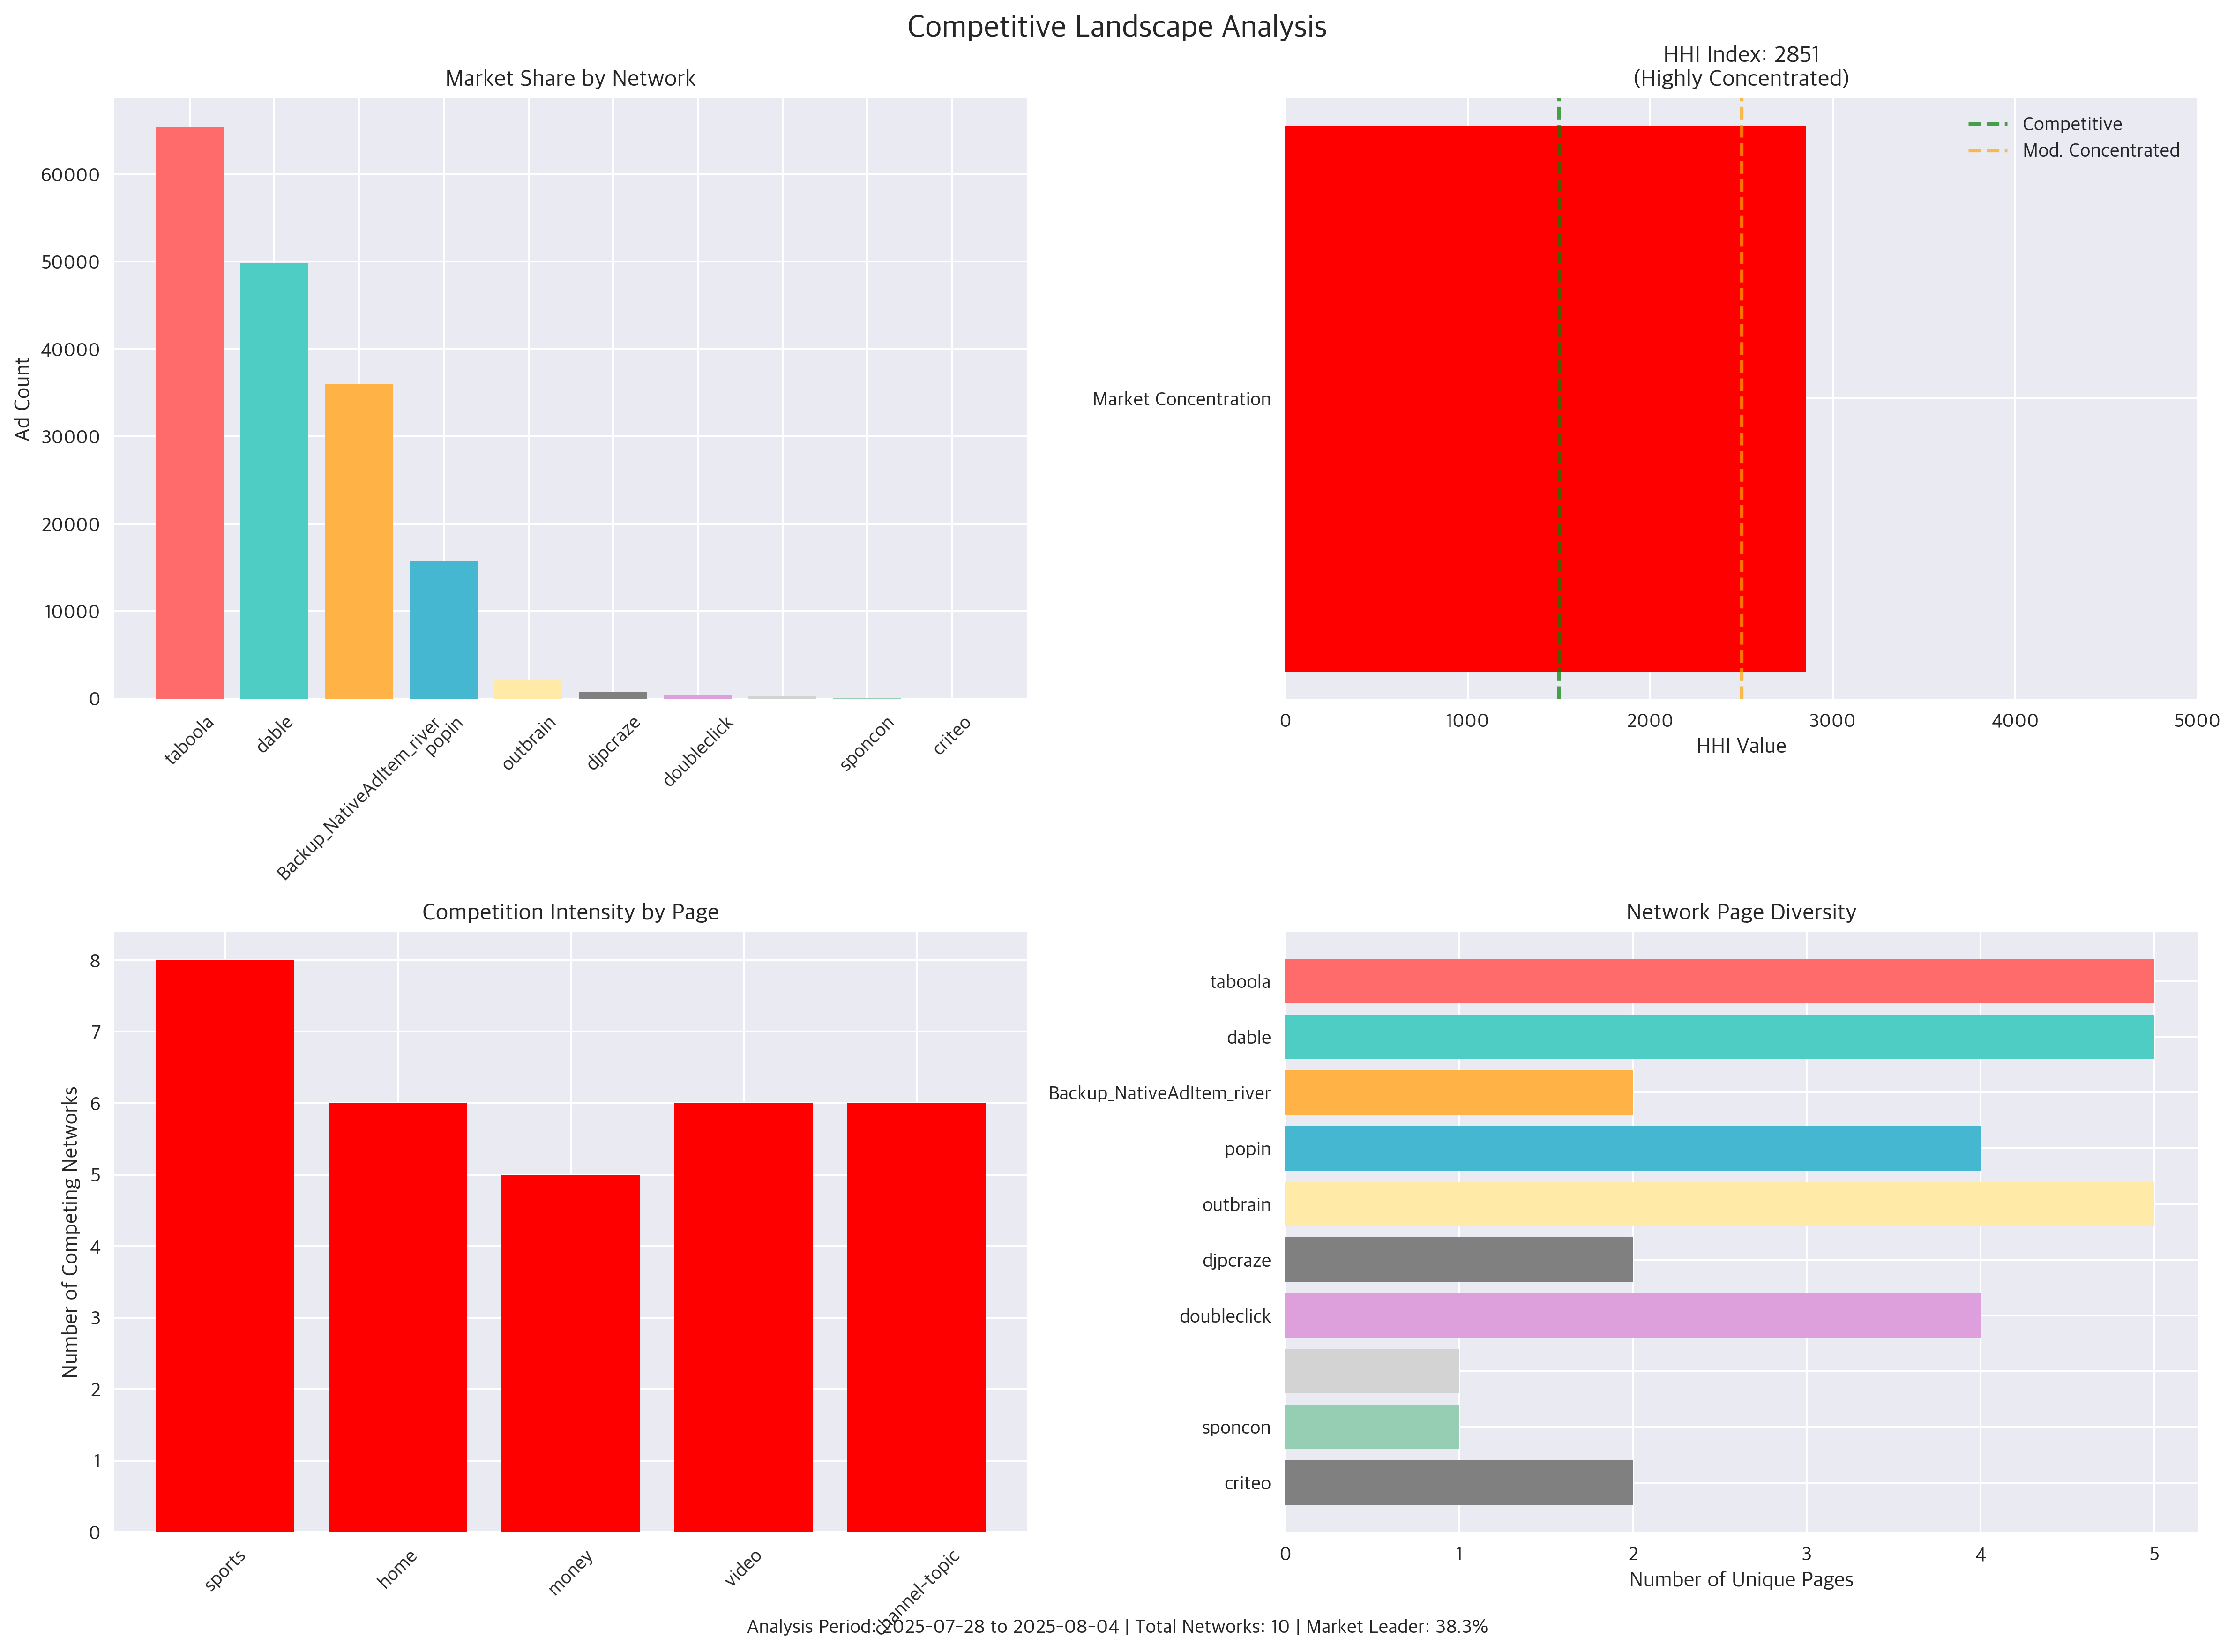 Competitive Landscape Analysis
Market Share by Network
Ad Count
60000
50000
40000
30000
20000
10000
0
taboola
dable
Backup_NativeAdItem_river
popin
outbrain
djpcraze
doubleclick
sponcon
criteo
HHI Index: 2851
(Highly Concentrated)
Competitive
Mod. Concentrated
Market Concentration
0 1000 2000 3000 4000 5000
HHI Value
Competition Intensity by Page
Number of Competing Networks
8
7
6
5
4
3
2
1
0
sports
home
money
video
channel-topic
Network Page Diversity
taboola
dable
Backup_NativeAdItem_river
popin
outbrain
djpcraze
doubleclick
sponcon
criteo
0 1 2 3 4 5
Number of Unique Pages
Analysis Period: 2025-07-28 to 2025-08-04 | Total Networks: 10 | Market Leader: 38.3%